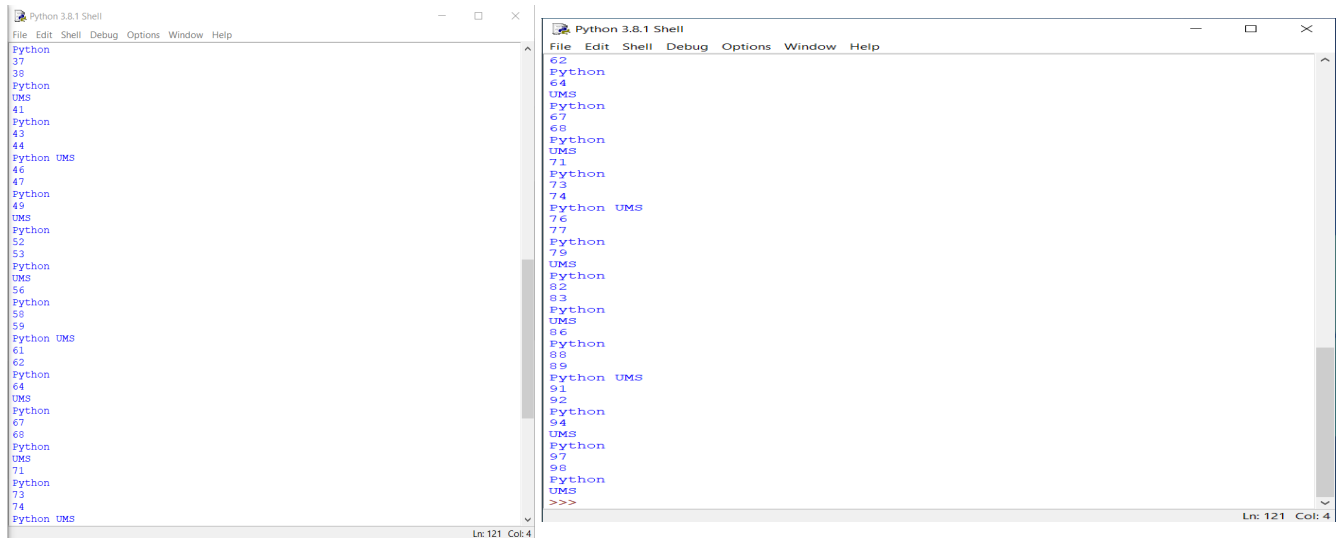 Python 3.8.1 Shell
File Edit Shell Debug Options Window Help
Python
37
38
Python
UMS
41
Python
43
44
Python UMS
46
47
Python
49
UMS
Python
52
53
Python
UMS
56
Python
58
59
Python UMS
61
62
Python
64
UMS
Python
67
68
Python
UMS
71
Python
73
74
Python UMS
Ln: 121 Col: 4
Python 3.8.1 Shell
File Edit Shell Debug Options Window Help
62
Python
64
UMS
Python
67
68
Python
UMS
71
Python
73
74
Python UMS
76
77
Python
79
UMS
Python
82
83
Python
UMS
86
Python
88
89
Python UMS
91
92
Python
94
UMS
Python
97
98
Python
UMS
>>>
Ln: 121 Col: 4